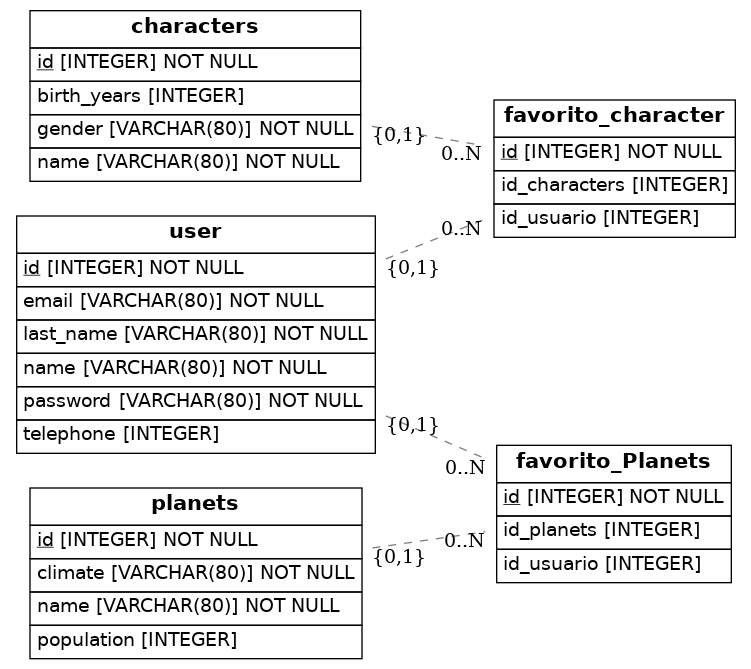 characters
id [INTEGER] NOT NULL
birth_years [INTEGER]
gender [VARCHAR(80)] NOT NULL
name [VARCHAR(80)] NOT NULL
{0,1}
0..N
favorito_character
id [INTEGER] NOT NULL
id_characters [INTEGER]
id_usuario [INTEGER]
user
id [INTEGER] NOT NULL
email [VARCHAR(80)] NOT NULL
last_name [VARCHAR(80)] NOT NULL
name [VARCHAR(80)] NOT NULL
password [VARCHAR(80)] NOT NULL
telephone [INTEGER]
0..N
{0,1}
{0,1}
0..N
favorito_Planets
id [INTEGER] NOT NULL
id_planets [INTEGER]
id_usuario [INTEGER]
planets
id [INTEGER] NOT NULL
climate [VARCHAR(80)] NOT NULL
name [VARCHAR(80)] NOT NULL
population [INTEGER]
0..N
{0,1}